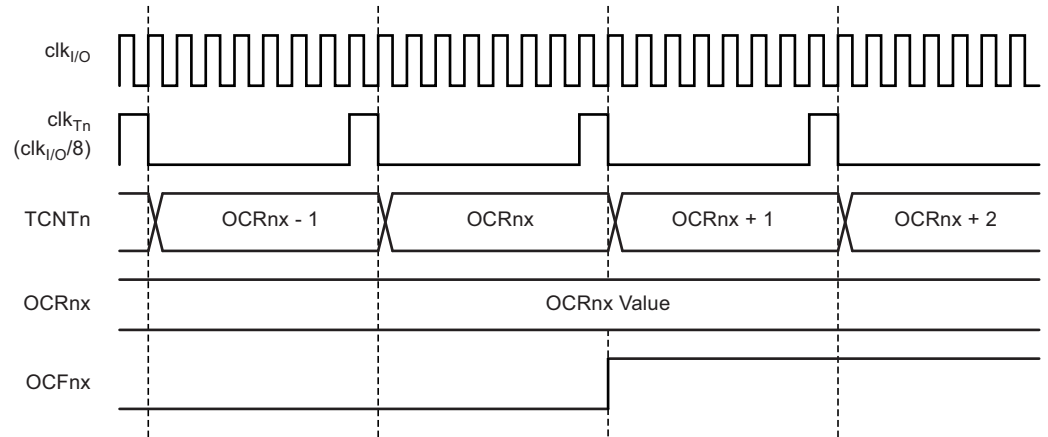 clkI/O
clkTn
(clkI/O/8)
TCNTn
OCRnx - 1
OCRnx
OCRnx + 1
OCRnx + 2
OCRnx
OCRnx Value
OCFnx